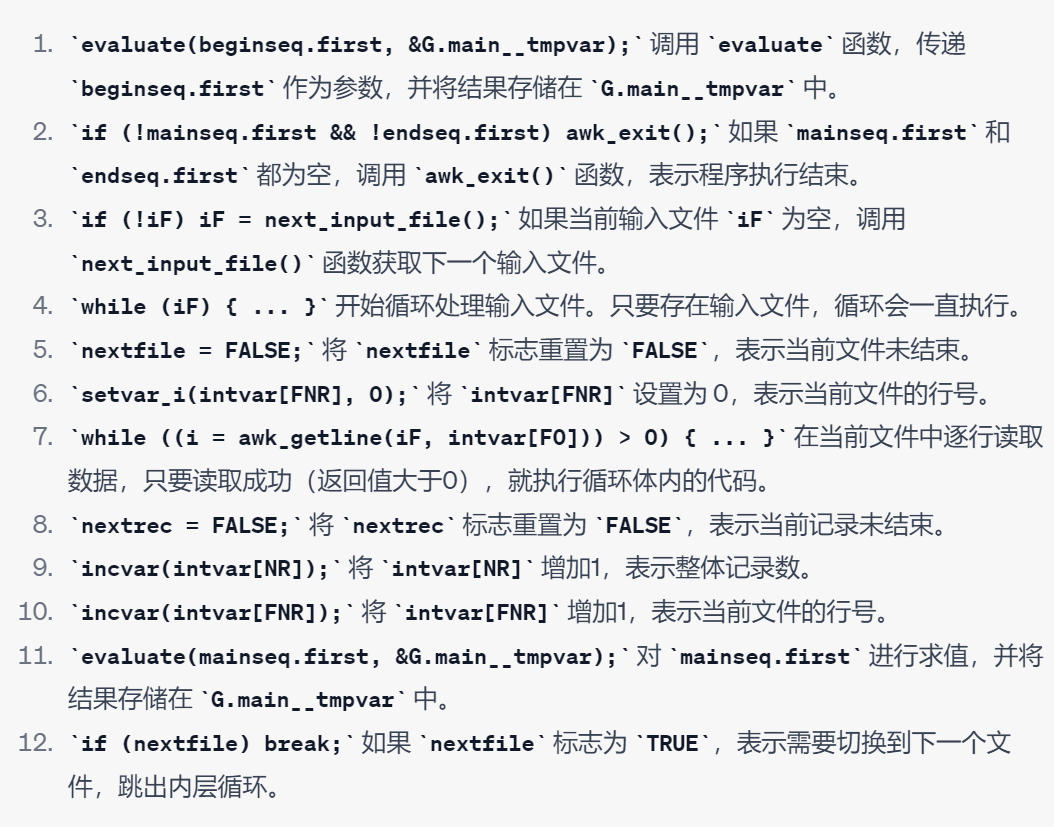 1. `evaluate(beginseq.first, &G.main__tmpvar);` 调用 `evaluate` 函数，传递
`beginseq.first` 作为参数，并将结果存储在 `G.main__tmpvar` 中。
2. `if (!mainseq.first && !endseq.first) awk_exit();` 如果 `mainseq.first` 和
`endseq.first` 都为空，调用 `awk_exit()` 函数，表示程序执行结束。
3. `if (!iF) iF = next_input_file();` 如果当前输入文件 `iF` 为空，调用
`next_input_file()` 函数获取下一个输入文件。
4. `while (iF) { ... }` 开始循环处理输入文件。只要存在输入文件，循环会一直执行。
5. `nextfile = FALSE;` 将 `nextfile` 标志重置为 `FALSE`，表示当前文件未结束。
6. `setvar_i(intvar[FNR], 0);` 将 `intvar[FNR]` 设置为 0，表示当前文件的行号。
7. `while ((i = awk_getline(iF, intvar[F0])) > 0) { ... }` 在当前文件中逐行读取
数据，只要读取成功（返回值大于0），就执行循环体内的代码。
8. `nextrec = FALSE;` 将 `nextrec` 标志重置为 `FALSE`，表示当前记录未结束。
9. `incvar(intvar[NR]);` 将 `intvar[NR]` 增加1，表示整体记录数。
10. `incvar(intvar[FNR]);` 将 `intvar[FNR]` 增加1，表示当前文件的行号。
11. `evaluate(mainseq.first, &G.main__tmpvar);` 对 `mainseq.first` 进行求值，并将
结果存储在 `G.main__tmpvar` 中。
12. `if (nextfile) break;` 如果 `nextfile` 标志为 `TRUE`，表示需要切换到下一个文
件，跳出内层循环。